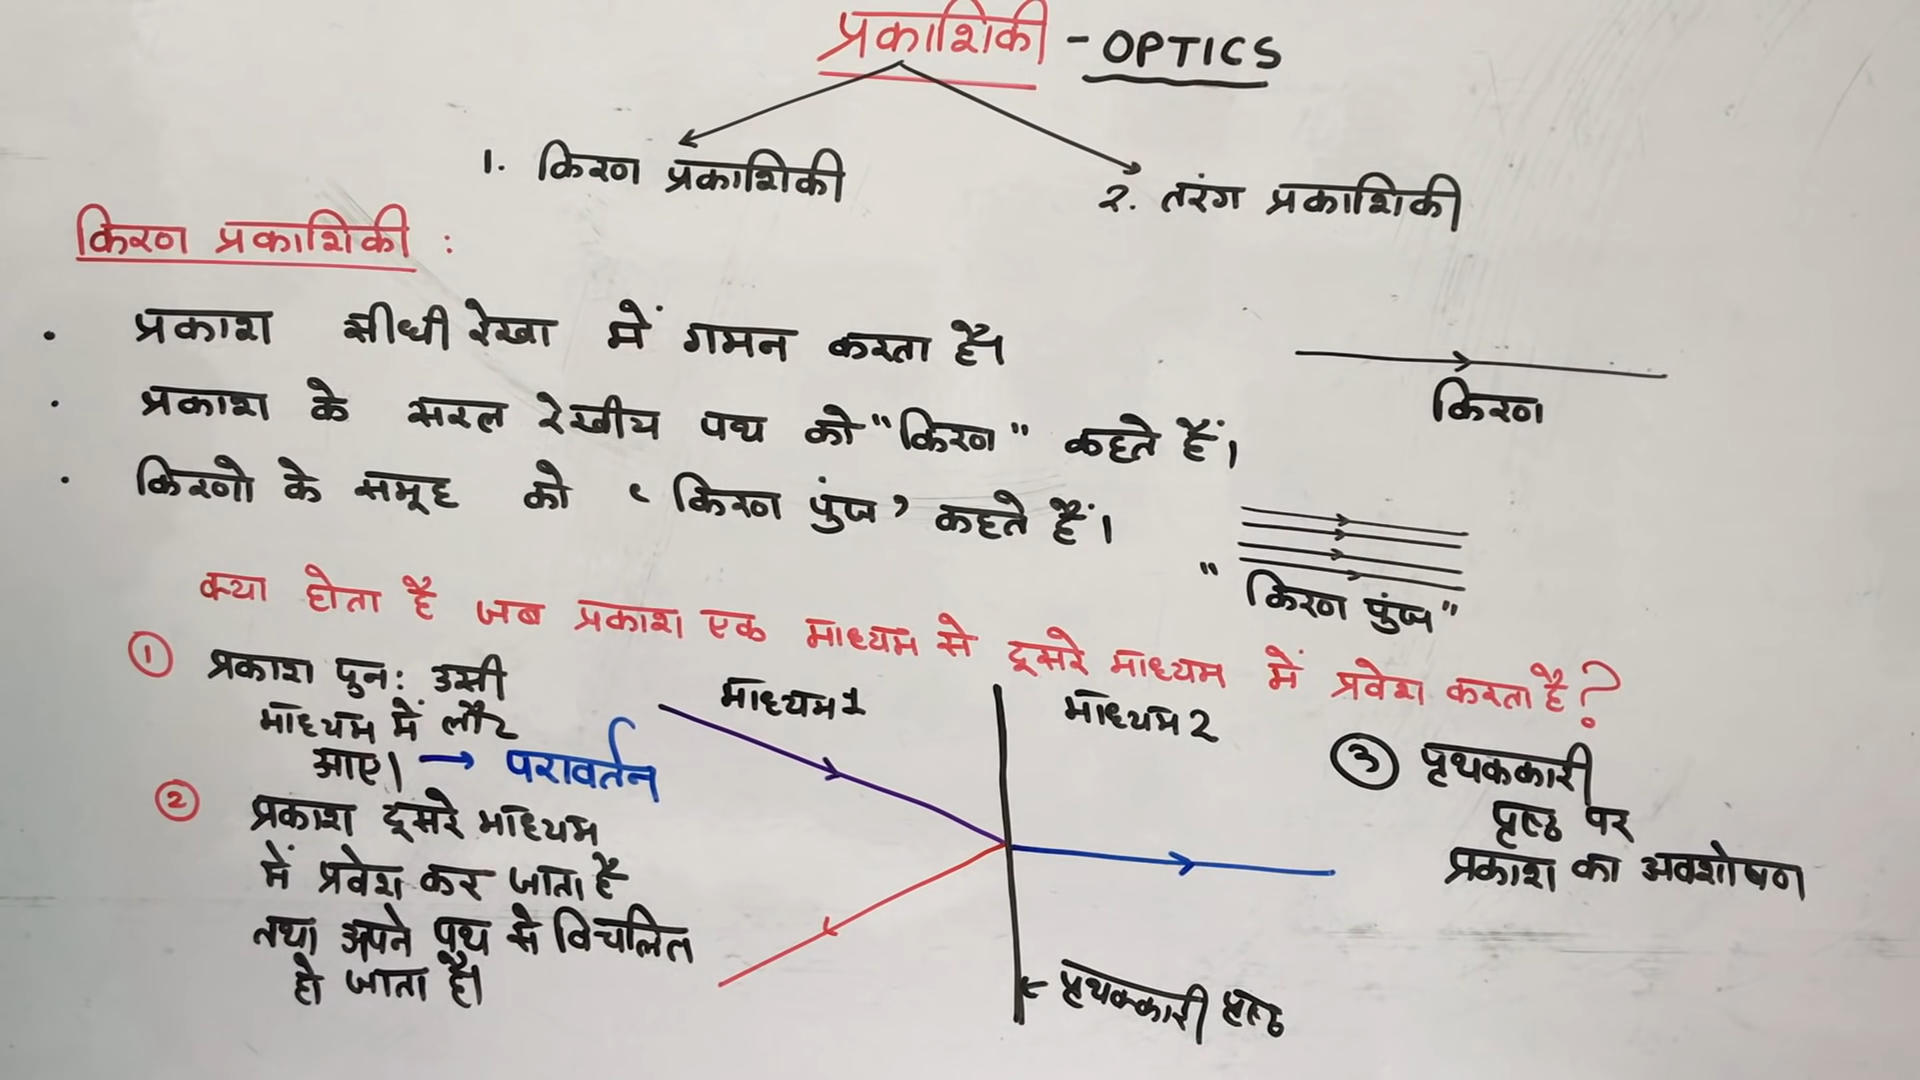 प्रकाशिकी - OPTICS
1. किरण प्रकाशिकी
2. तरंग प्रकाशिकी
किरण प्रकाशिकी :
• प्रकाश सीधी रेखा में गमन करता है।
किरण
• प्रकाश के सरल रेखीय पथ को "किरण" कहते हैं।
• किरणो के समूह को ‘किरण पुंज’ कहते हैं।
"किरण पुंज"
क्या होता है जब प्रकाश एक माध्यम से दूसरे माध्यम में प्रवेश करता है?
① प्रकाश पुनः उसी
माध्यम में लौट
आए। → परावर्तन
② प्रकाश दूसरे माध्यम
में प्रवेश कर जाता है
तथा अपने पथ से विचलित
हो जाता है।
माध्यम 1
माध्यम 2
③ पृथककारी
पृष्ठ पर
प्रकाश का अवशोषण
← पृथक्कारी पृष्ठ